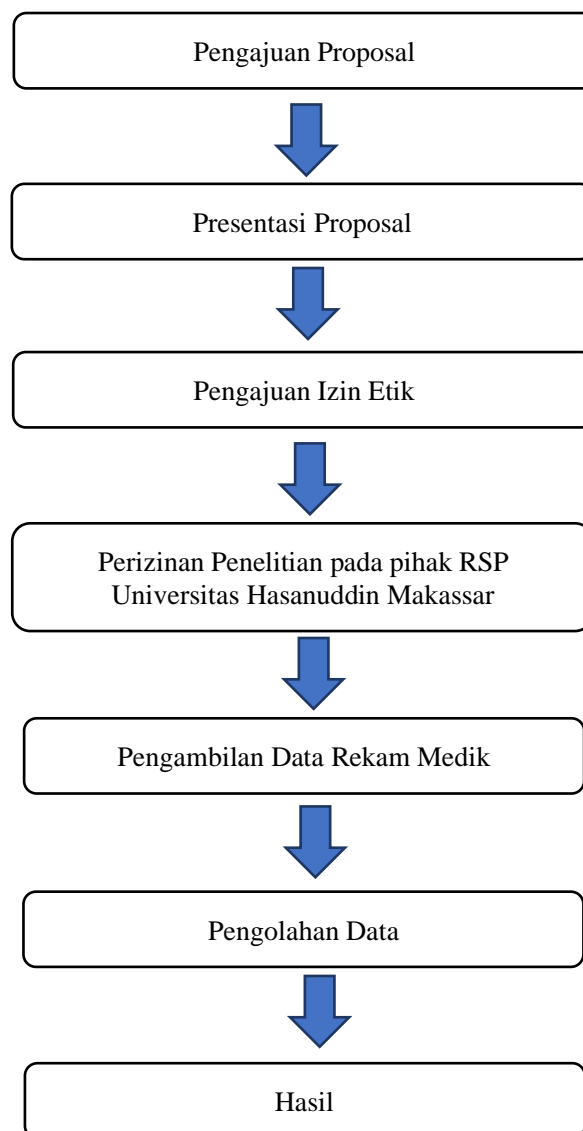 Pengajuan Proposal
Presentasi Proposal
Pengajuan Izin Etik
Perizinan Penelitian pada pihak RSP
Universitas Hasanuddin Makassar
Pengambilan Data Rekam Medik
Pengolahan Data
Hasil